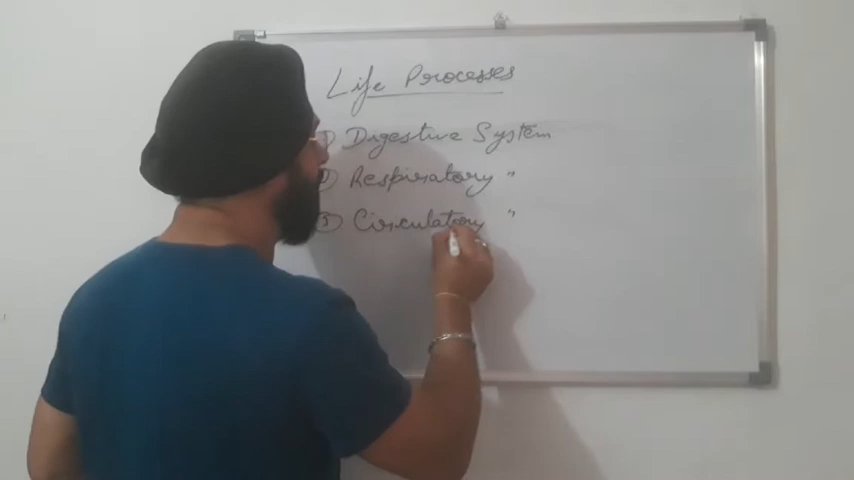 Life Processes
① Digestive System
② Respiratory "
③ Circulatory "